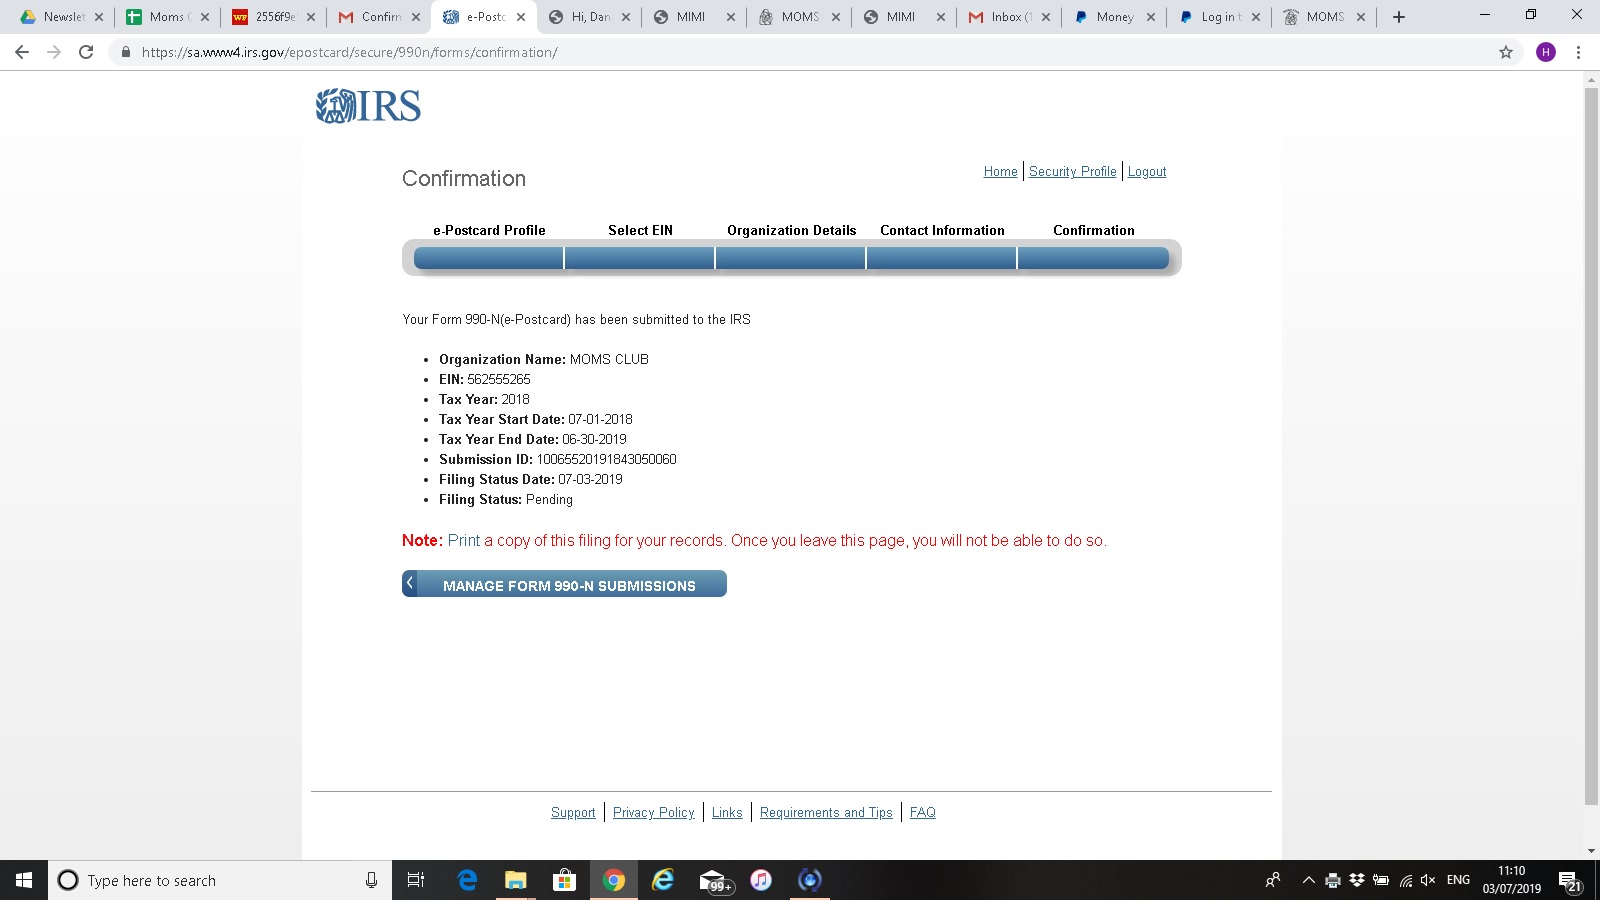 Newslet
Moms
2556f9e
Confirm
e-Postc
Hi, Dan
MIMI
MOMS
MIMI
Inbox (1
Money
Log in t
MOMS
https://sa.www4.irs.gov/epostcard/secure/990n/forms/confirmation/
H
IRS
Home Security Profile Logout
Confirmation
e-Postcard Profile Select EIN Organization Details Contact Information Confirmation
Your Form 990-N(e-Postcard) has been submitted to the IRS
• Organization Name: MOMS CLUB
• EIN: 562555265
• Tax Year: 2018
• Tax Year Start Date: 07-01-2018
• Tax Year End Date: 06-30-2019
• Submission ID: 10065520191843050060
• Filing Status Date: 07-03-2019
• Filing Status: Pending
Note: Print a copy of this filing for your records. Once you leave this page, you will not be able to do so.
MANAGE FORM 990-N SUBMISSIONS
Support Privacy Policy Links Requirements and Tips FAQ
Type here to search
99+
ENG
11:10
03/07/2019
21